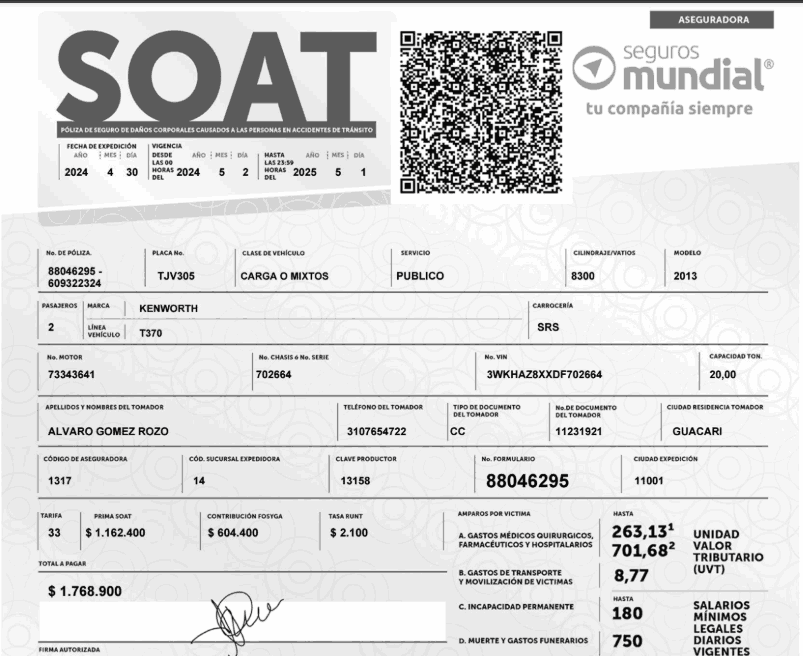 ASEGURADORA
SOAT
seguros
mundial®
tu compañía siempre
PÓLIZA DE SEGURO DE DAÑOS CORPORALES CAUSADOS A LAS PERSONAS EN ACCIDENTES DE TRÁNSITO
FECHA DE EXPEDICIÓN
AÑO MES DÍA
2024 4 30
VIGENCIA
DESDE LAS 00 HORAS DEL
AÑO MES DÍA
2024 5 2
HASTA LAS 23:59 HORAS DEL
AÑO MES DÍA
2025 5 1
No. DE PÓLIZA. PLACA No. CLASE DE VEHÍCULO SERVICIO CILINDRAJE/VATIOS MODELO
88046295 - 609322324 TJV305 CARGA O MIXTOS PUBLICO 8300 2013
PASAJEROS MARCA KENWORTH CARROCERÍA
2 LÍNEA VEHÍCULO T370 SRS
No. MOTOR No. CHASIS ó No. SERIE No. VIN CAPACIDAD TON.
73343641 702664 3WKHAZ8XXDF702664 20,00
APELLIDOS Y NOMBRES DEL TOMADOR TELÉFONO DEL TOMADOR TIPO DE DOCUMENTO DEL TOMADOR No.DE DOCUMENTO DEL TOMADOR CIUDAD RESIDENCIA TOMADOR
ALVARO GOMEZ ROZO 3107654722 CC 11231921 GUACARI
CÓDIGO DE ASEGURADORA CÓD. SUCURSAL EXPEDIDORA CLAVE PRODUCTOR No. FORMULARIO CIUDAD EXPEDICIÓN
1317 14 13158 88046295 11001
TARIFA PRIMA SOAT CONTRIBUCIÓN FOSYGA TASA RUNT
33 $ 1.162.400 $ 604.400 $ 2.100
TOTAL A PAGAR
$ 1.768.900
FIRMA AUTORIZADA
AMPAROS POR VICTIMA HASTA
A. GASTOS MÉDICOS QUIRURGICOS, FARMACÉUTICOS Y HOSPITALARIOS 263,13¹
701,68²
B. GASTOS DE TRANSPORTE Y MOVILIZACIÓN DE VICTIMAS 8,77
UNIDAD VALOR TRIBUTARIO (UVT)
HASTA
C. INCAPACIDAD PERMANENTE 180
D. MUERTE Y GASTOS FUNERARIOS 750
SALARIOS MÍNIMOS LEGALES DIARIOS VIGENTES